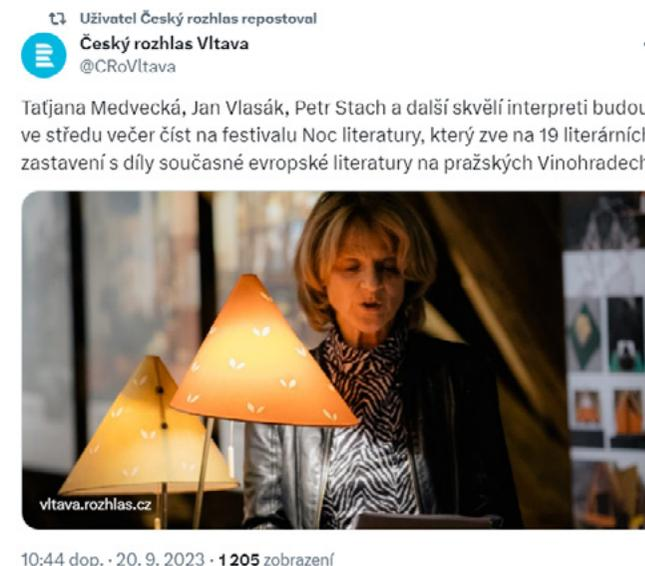 Uživatel Český rozhlas repostoval
Český rozhlas Vltava
@CRoVltava
Taťjana Medvecká, Jan Vlasák, Petr Stach a další skvělí interpreti budou
ve středu večer číst na festivalu Noc literatury, který zve na 19 literárních
zastavení s díly současné evropské literatury na pražských Vinohradech
vltava.rozhlas.cz
10:44 dop. · 20. 9. 2023 · 1 205 zobrazení